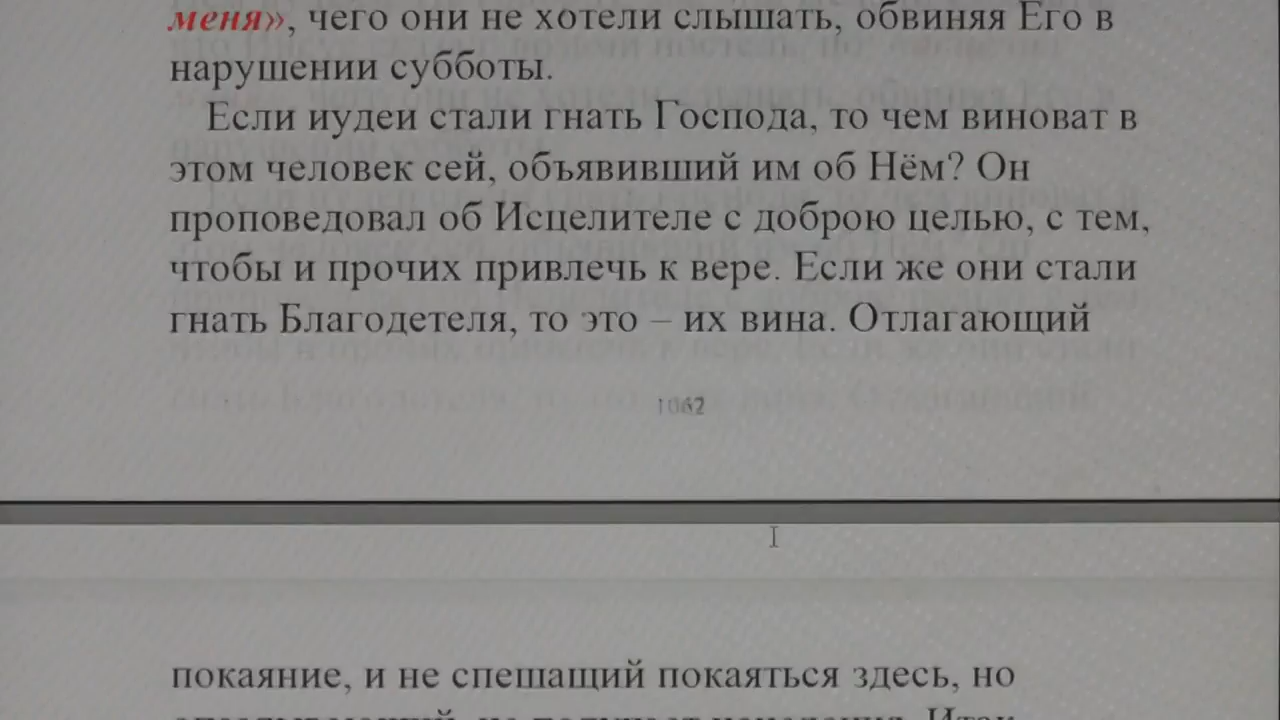 меня», чего они не хотели слышать, обвиняя Его в
нарушении субботы.
Если иудеи стали гнать Господа, то чем виноват в
этом человек сей, объявивший им об Нём? Он
проповедовал об Исцелителе с доброю целью, с тем,
чтобы и прочих привлечь к вере. Если же они стали
гнать Благодетеля, то это – их вина. Отлагающий
1062
покаяние, и не спешащий покаяться здесь, но